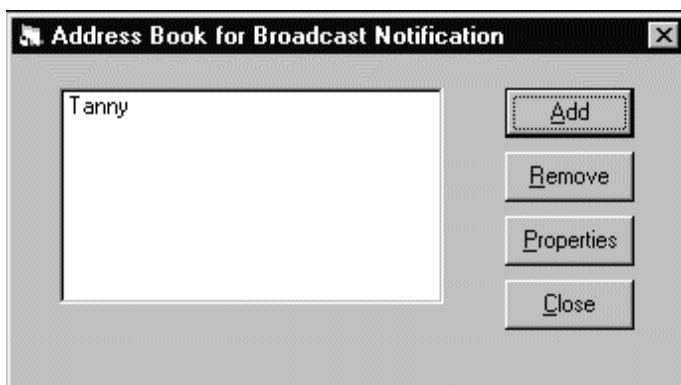 Address Book for Broadcast Notification
Tanny
Add
Remove
Properties
Close